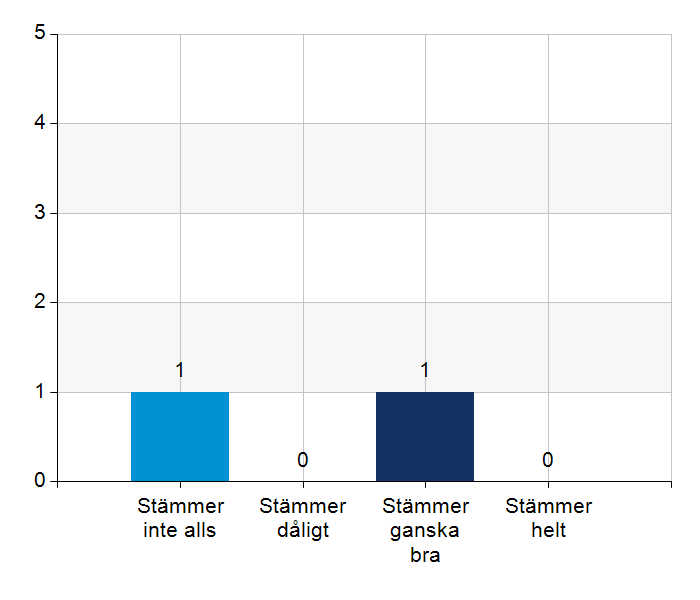 5
4
3
2
1
0
1
0
1
0
Stämmer
inte alls
Stämmer
dåligt
Stämmer
ganska
bra
Stämmer
helt